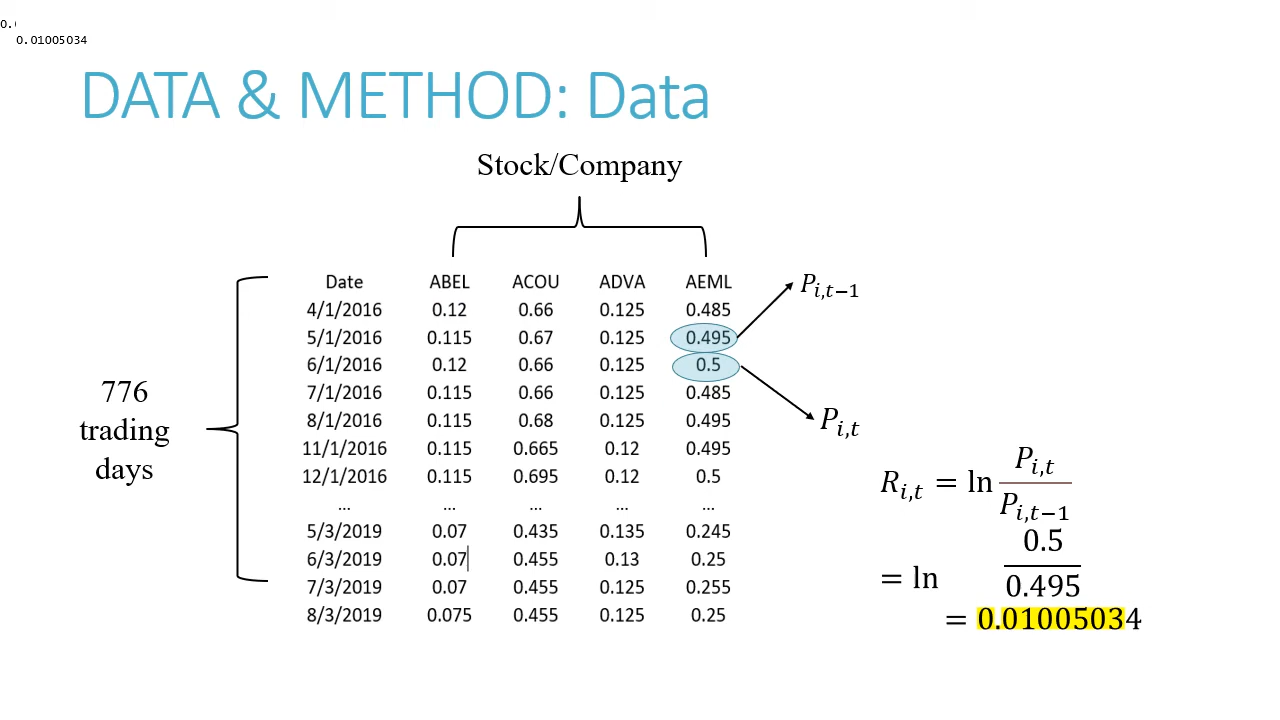 0.(
0.01005034
DATA & METHOD: Data
Stock/Company
Date ABEL ACOU ADVA AEML
4/1/2016 0.12 0.66 0.125 0.485
5/1/2016 0.115 0.67 0.125 0.495
6/1/2016 0.12 0.66 0.125 0.5
7/1/2016 0.115 0.66 0.125 0.485
8/1/2016 0.115 0.68 0.125 0.495
11/1/2016 0.115 0.665 0.12 0.495
12/1/2016 0.115 0.695 0.12 0.5
... ... ... ... ...
5/3/2019 0.07 0.435 0.135 0.245
6/3/2019 0.07 0.455 0.13 0.25
7/3/2019 0.07 0.455 0.125 0.255
8/3/2019 0.075 0.455 0.125 0.25
776
trading
days
P_{i,t−1}
P_{i,t}
R_{i,t} = ln P_{i,t} / P_{i,t−1}
= ln 0.5 / 0.495
= 0.01005034